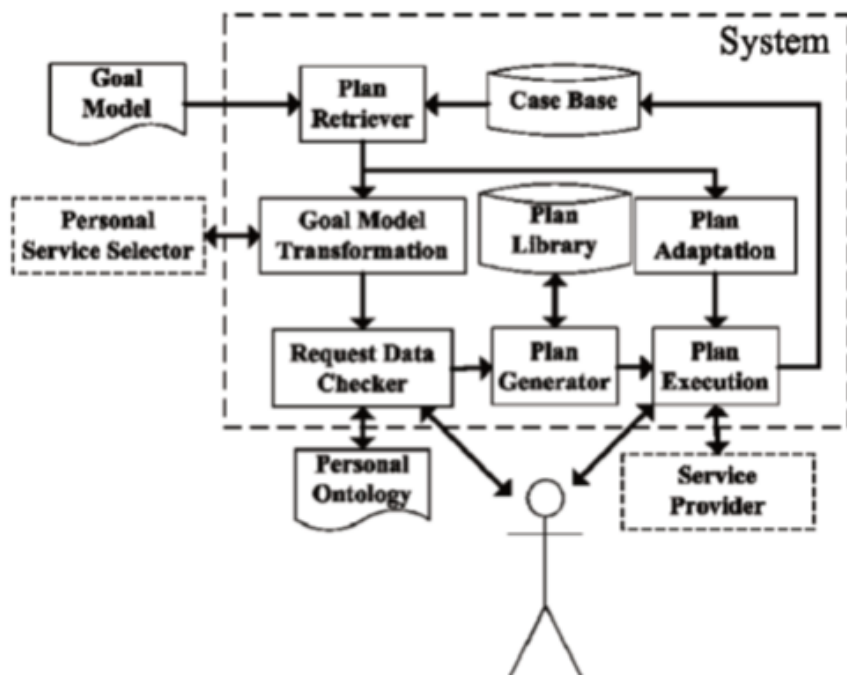 System
Goal
Model
Plan
Retriever
Case Base
Personal
Service Selector
Goal Model
Transformation
Plan
Library
Plan
Adaptation
Request Data
Checker
Plan
Generator
Plan
Execution
Personal
Ontology
Service
Provider